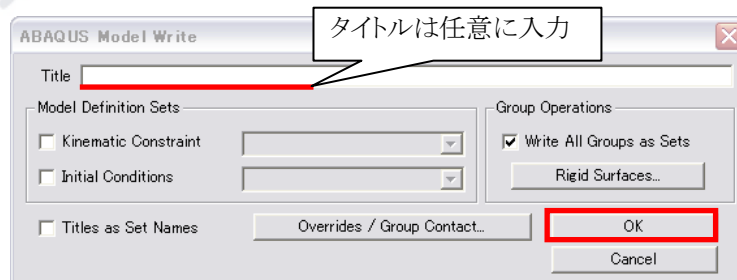 タイトルは任意に入力
ABAQUS Model Write
Title
Model Definition Sets
Group Operations
Kinematic Constraint
Write All Groups as Sets
Initial Conditions
Rigid Surfaces...
Titles as Set Names
Overrides / Group Contact...
OK
Cancel